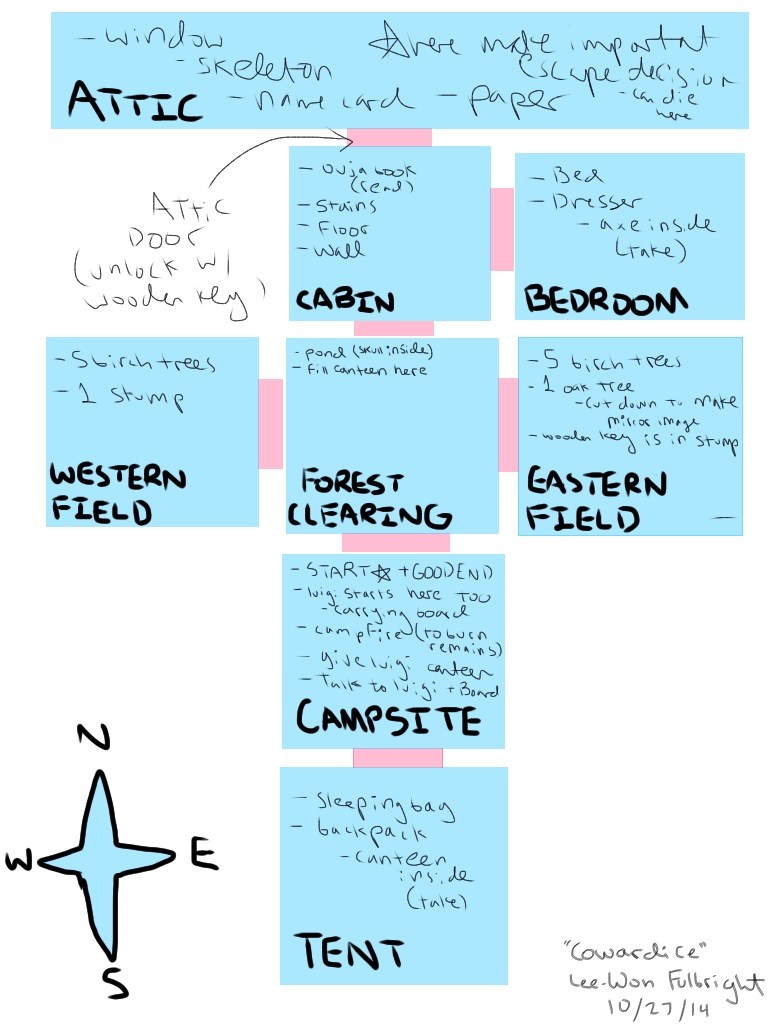 - window
- skeleton
☆ here make important
escape decision
- can die
here
ATTIC - name card - paper
ATTIC
DOOR
(unlock w/
wooden key)
- ouija book
(read)
- stains
- Floor
- wall
CABIN
- Bed
- Dresser
- axe inside
(take)
BEDROOM
- 5 birch trees
- 1 stump
WESTERN
FIELD
- pond (skull inside)
- fill canteen here
FOREST
CLEARING
- 5 birch trees
- 1 oak tree
- cut down to make
mirror image
- wooden key is in stump
EASTERN
FIELD
- START ☆ + GOOD END
- luigi starts here TOO
- carrying board
- campfire (to burn
remains)
- give luigi canteen
- Talk to luigi + Board
CAMPSITE
- sleeping bag
- backpack
- canteen
inside
(take)
TENT
N
W E
S
"Cowardice"
Lee-Won Fulbright
10/27/14